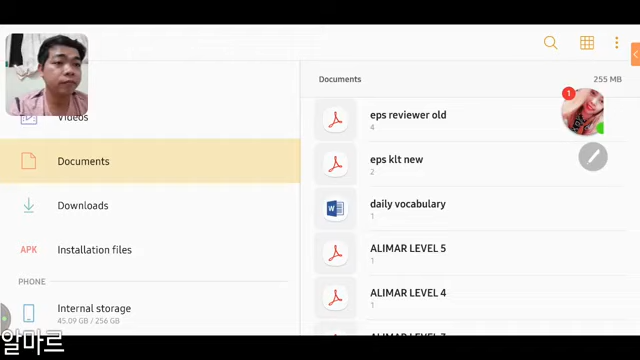 Documents
255 MB
1
Videos
Documents
Downloads
APK
Installation files
PHONE
Internal storage
45.09 GB / 256 GB
eps reviewer old
4
eps klt new
2
daily vocabulary
1
ALIMAR LEVEL 5
1
ALIMAR LEVEL 4
1
알마르